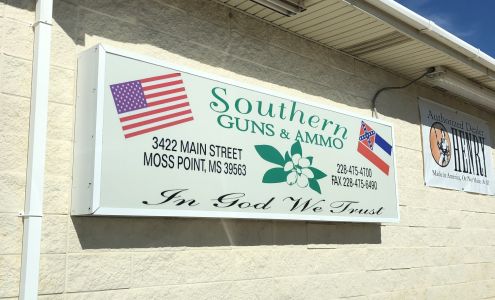 Southern
GUNS & AMMO
3422 MAIN STREET
MOSS POINT, MS 39563
228-475-4700
FAX 228-475-6490
In God We Trust
Authorized Dealer
HENRY
Made in America, Or Not Made At All